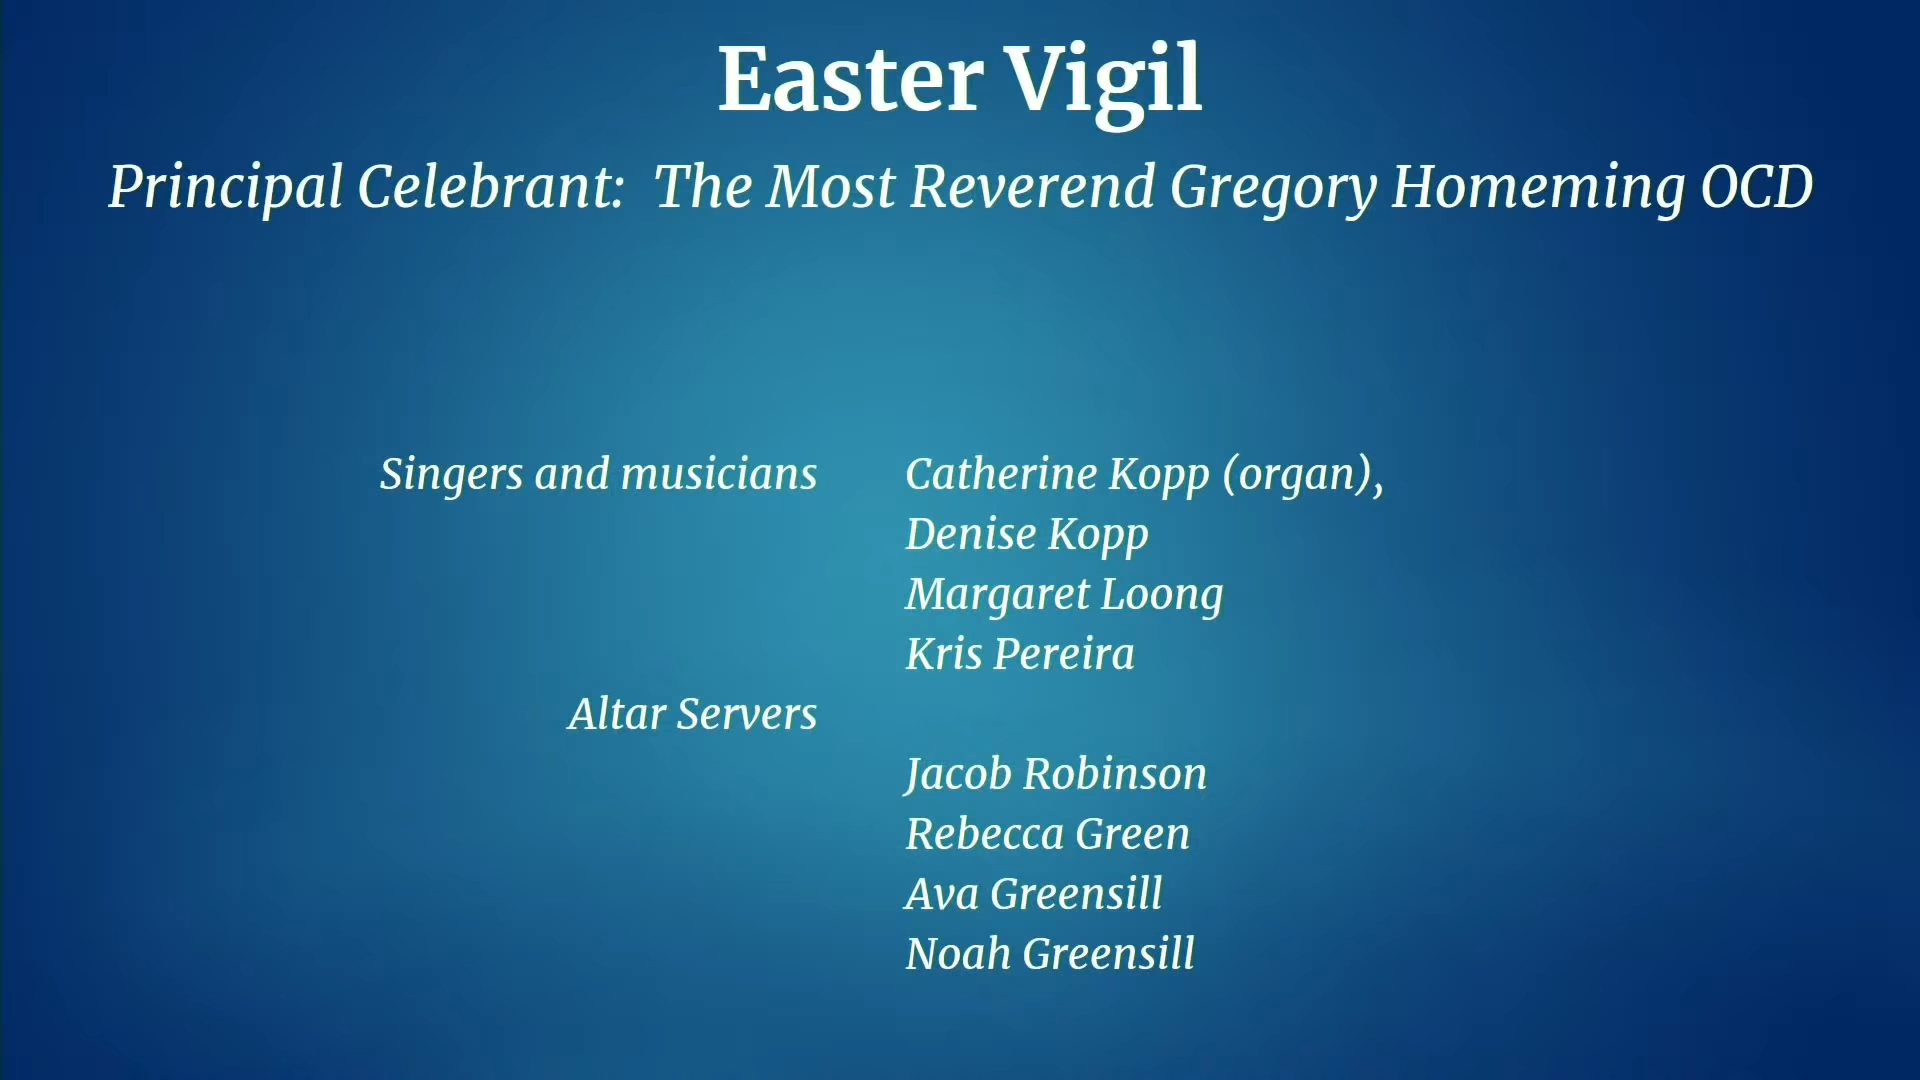 Easter Vigil
Principal Celebrant: The Most Reverend Gregory Homeming OCD
Singers and musicians Catherine Kopp (organ),
Denise Kopp
Margaret Loong
Kris Pereira
Altar Servers
Jacob Robinson
Rebecca Green
Ava Greensill
Noah Greensill